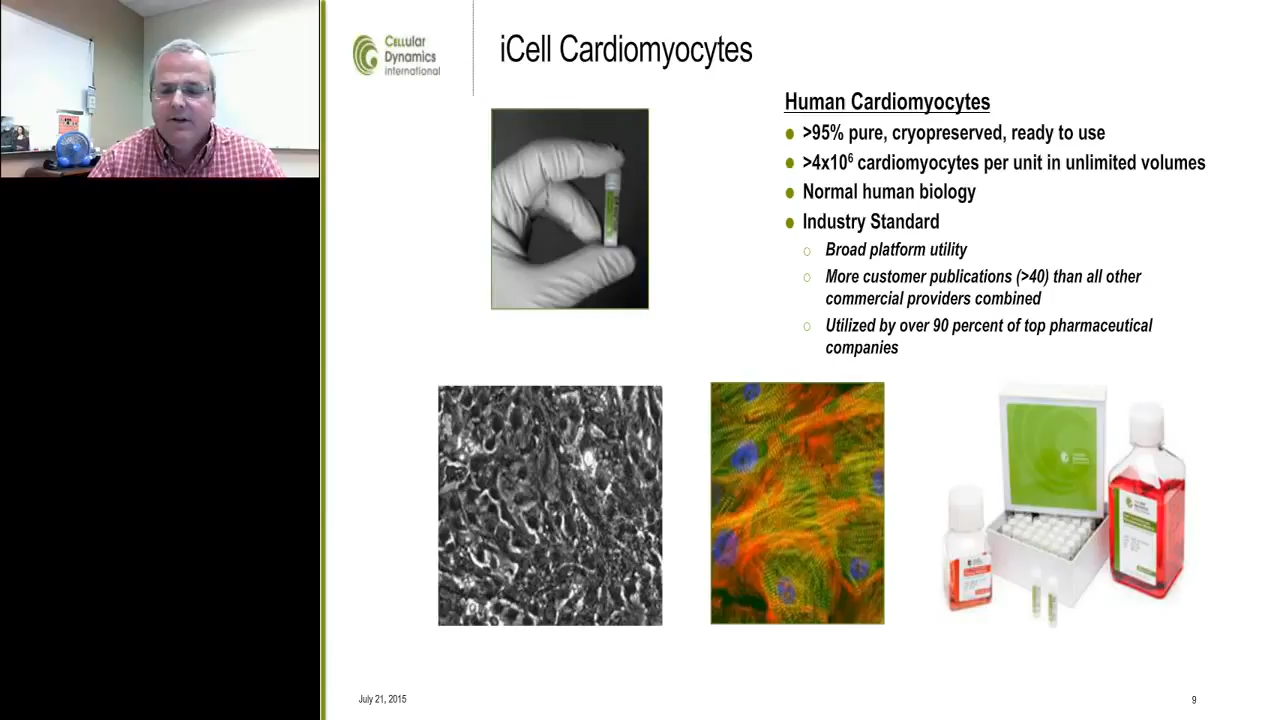 Cellular
Dynamics
international
iCell Cardiomyocytes
Human Cardiomyocytes
>95% pure, cryopreserved, ready to use
>4x10⁶ cardiomyocytes per unit in unlimited volumes
Normal human biology
Industry Standard
Broad platform utility
More customer publications (>40) than all other
commercial providers combined
Utilized by over 90 percent of top pharmaceutical
companies
July 21, 2015
9